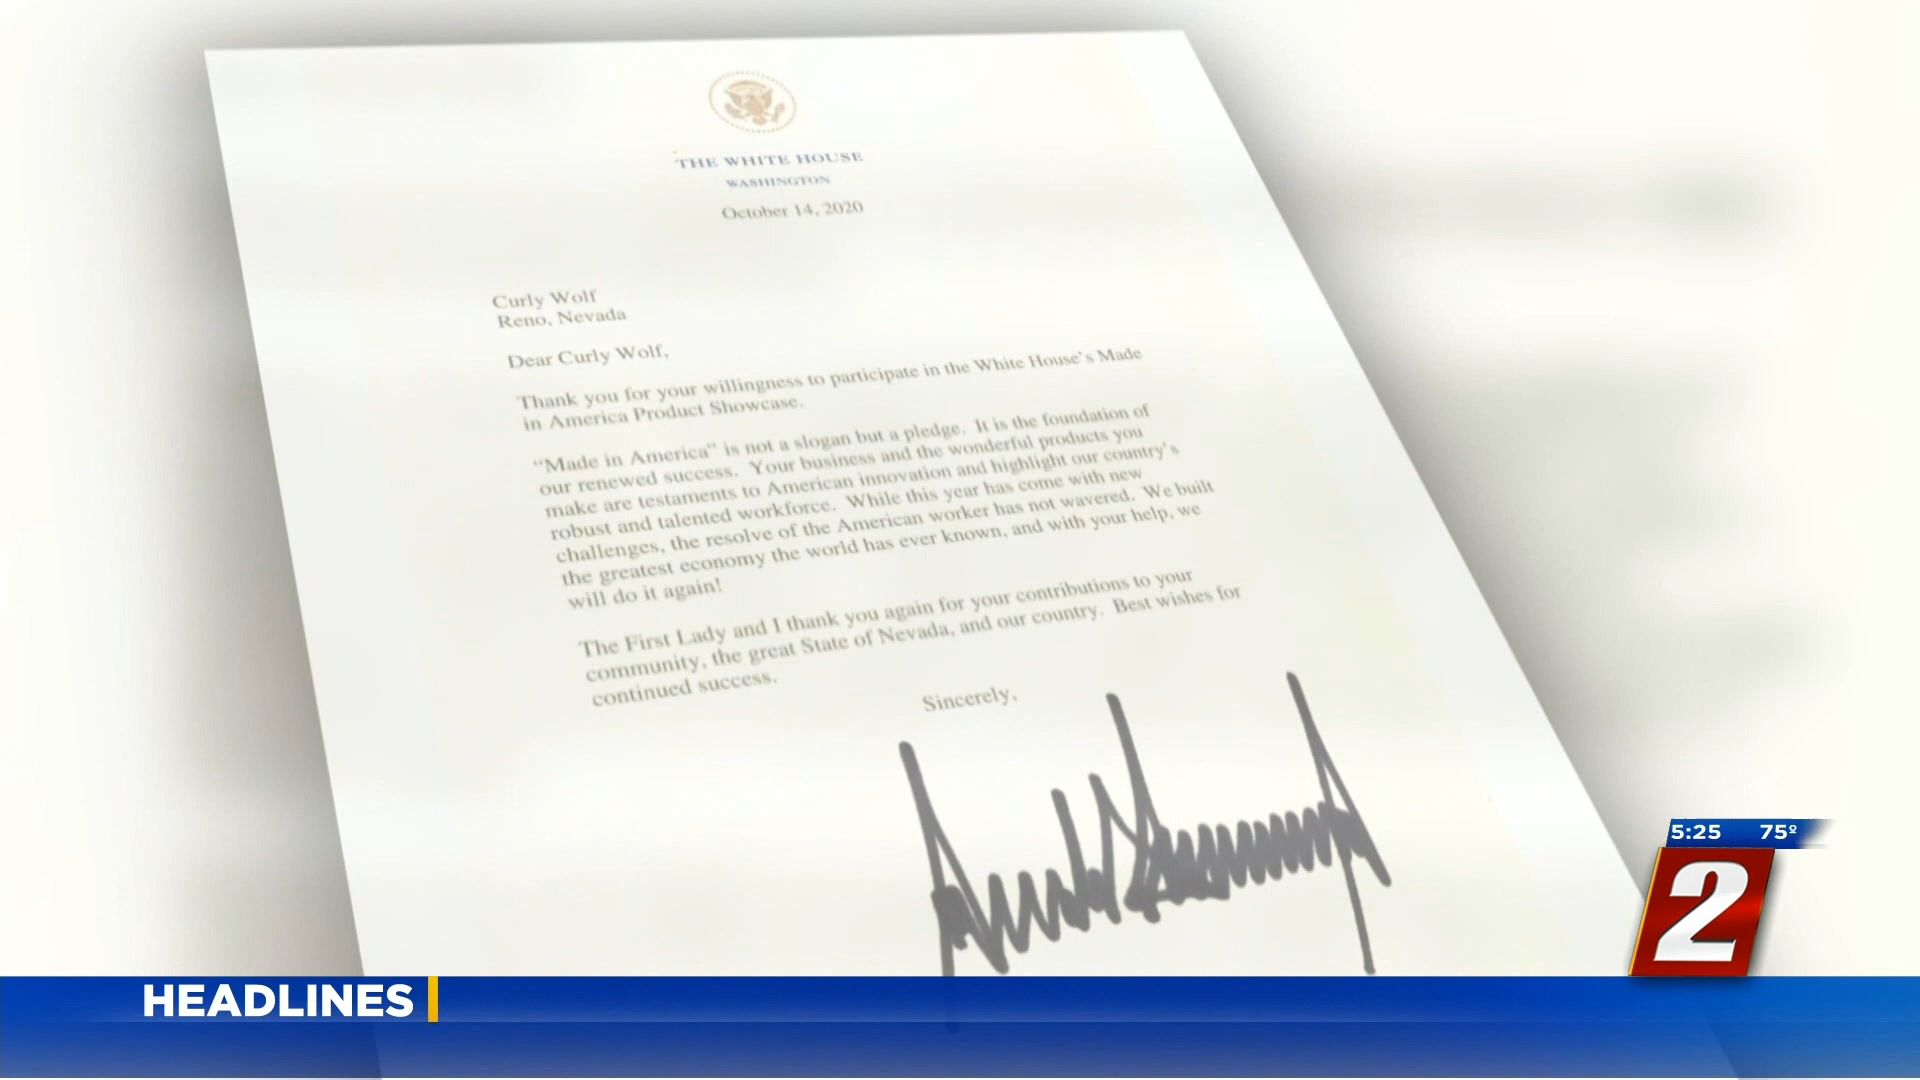 THE WHITE HOUSE
WASHINGTON
October 14, 2020
Curly Wolf
Reno, Nevada
Dear Curly Wolf,
Thank you for your willingness to participate in the White House's Made
in America Product Showcase.
“Made in America” is not a slogan but a pledge. It is the foundation of
our renewed success. Your business and the wonderful products you
make are testaments to American innovation and highlight our country's
robust and talented workforce. While this year has come with new
challenges, the resolve of the American worker has not wavered. We built
the greatest economy the world has ever known, and with your help, we
will do it again!
The First Lady and I thank you again for your contributions to your
community, the great State of Nevada, and our country. Best wishes for
continued success.
Sincerely,
5:25 75º
2
HEADLINES